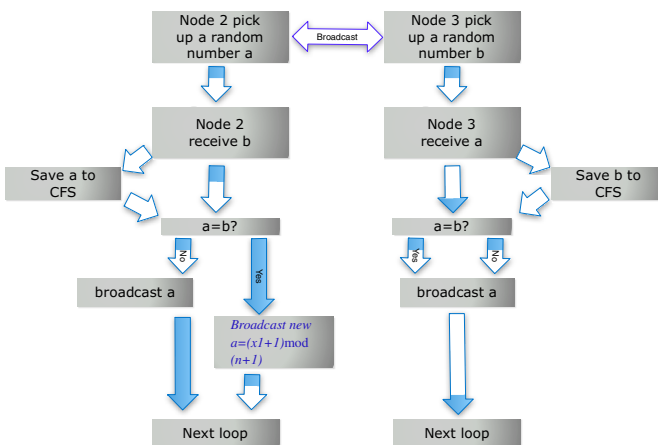 Node 2 pick
up a random
number a
Broadcast
Node 3 pick
up a random
number b
Node 2
receive b
Node 3
receive a
Save a to
CFS
Save b to
CFS
a=b?
a=b?
No
Yes
Yes
No
broadcast a
broadcast a
Broadcast new
a=(x1+1)mod
(n+1)
Next loop
Next loop